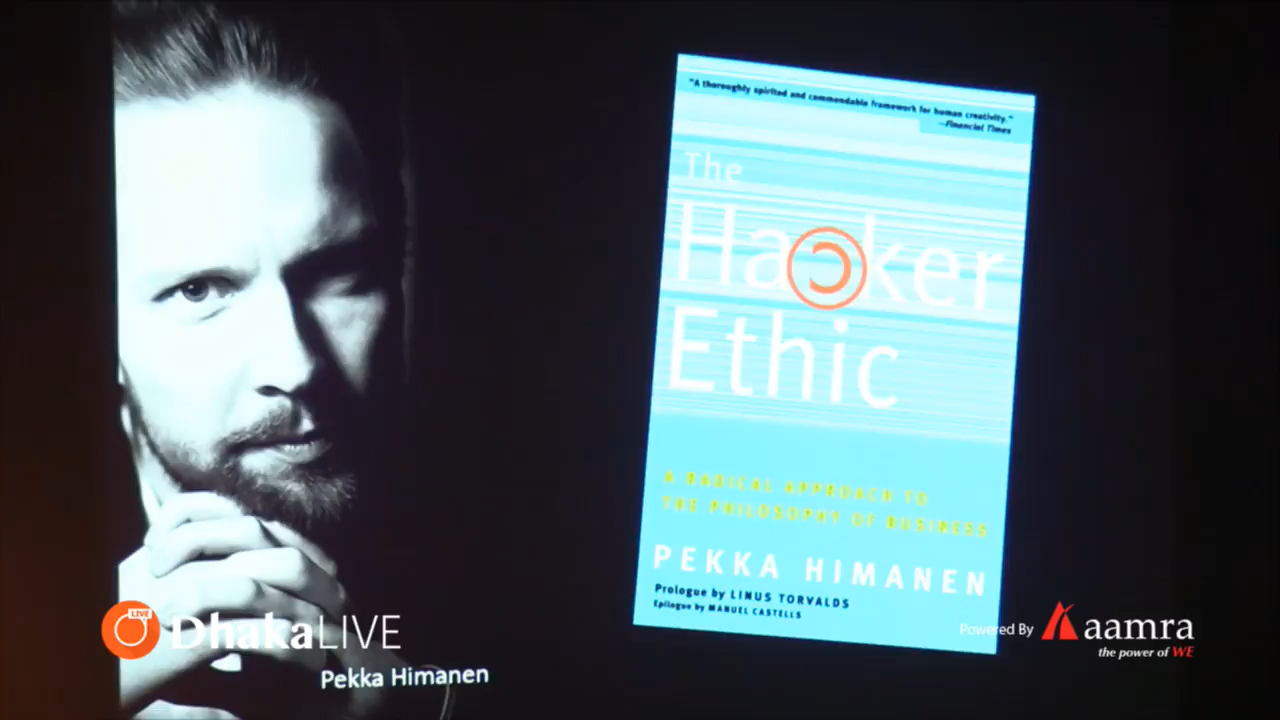 "A thoroughly spirited and commendable framework for human creativity."
—Financial Times
The
Hacker
Ethic
A RADICAL APPROACH TO
THE PHILOSOPHY OF BUSINESS
PEKKA HIMANEN
Prologue by LINUS TORVALDS
Epilogue by MANUEL CASTELLS
LIVE
DhakaLIVE
Pekka Himanen
Powered By
aamra
the power of WE